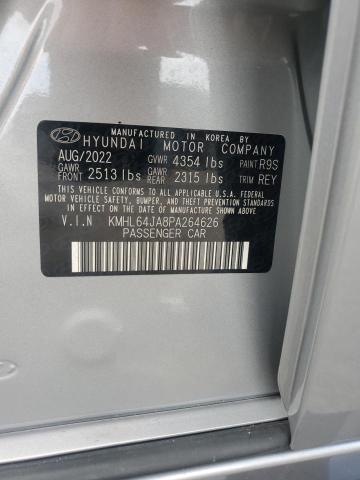 MANUFACTURED IN KOREA BY
HYUNDAI MOTOR COMPANY
AUG/2022 GVWR 4354 lbs PAINT R9S
GAWR FRONT 2513 lbs GAWR REAR 2315 lbs TRIM REY
THIS VEHICLE CONFORMS TO ALL APPLICABLE U.S.A. FEDERAL
MOTOR VEHICLE SAFETY, BUMPER, AND THEFT PREVENTION
STANDARDS IN EFFECT ON THE DATE OF MANUFACTURE SHOWN ABOVE.
V.I.N KMHL64JA8PA264626
PASSENGER CAR